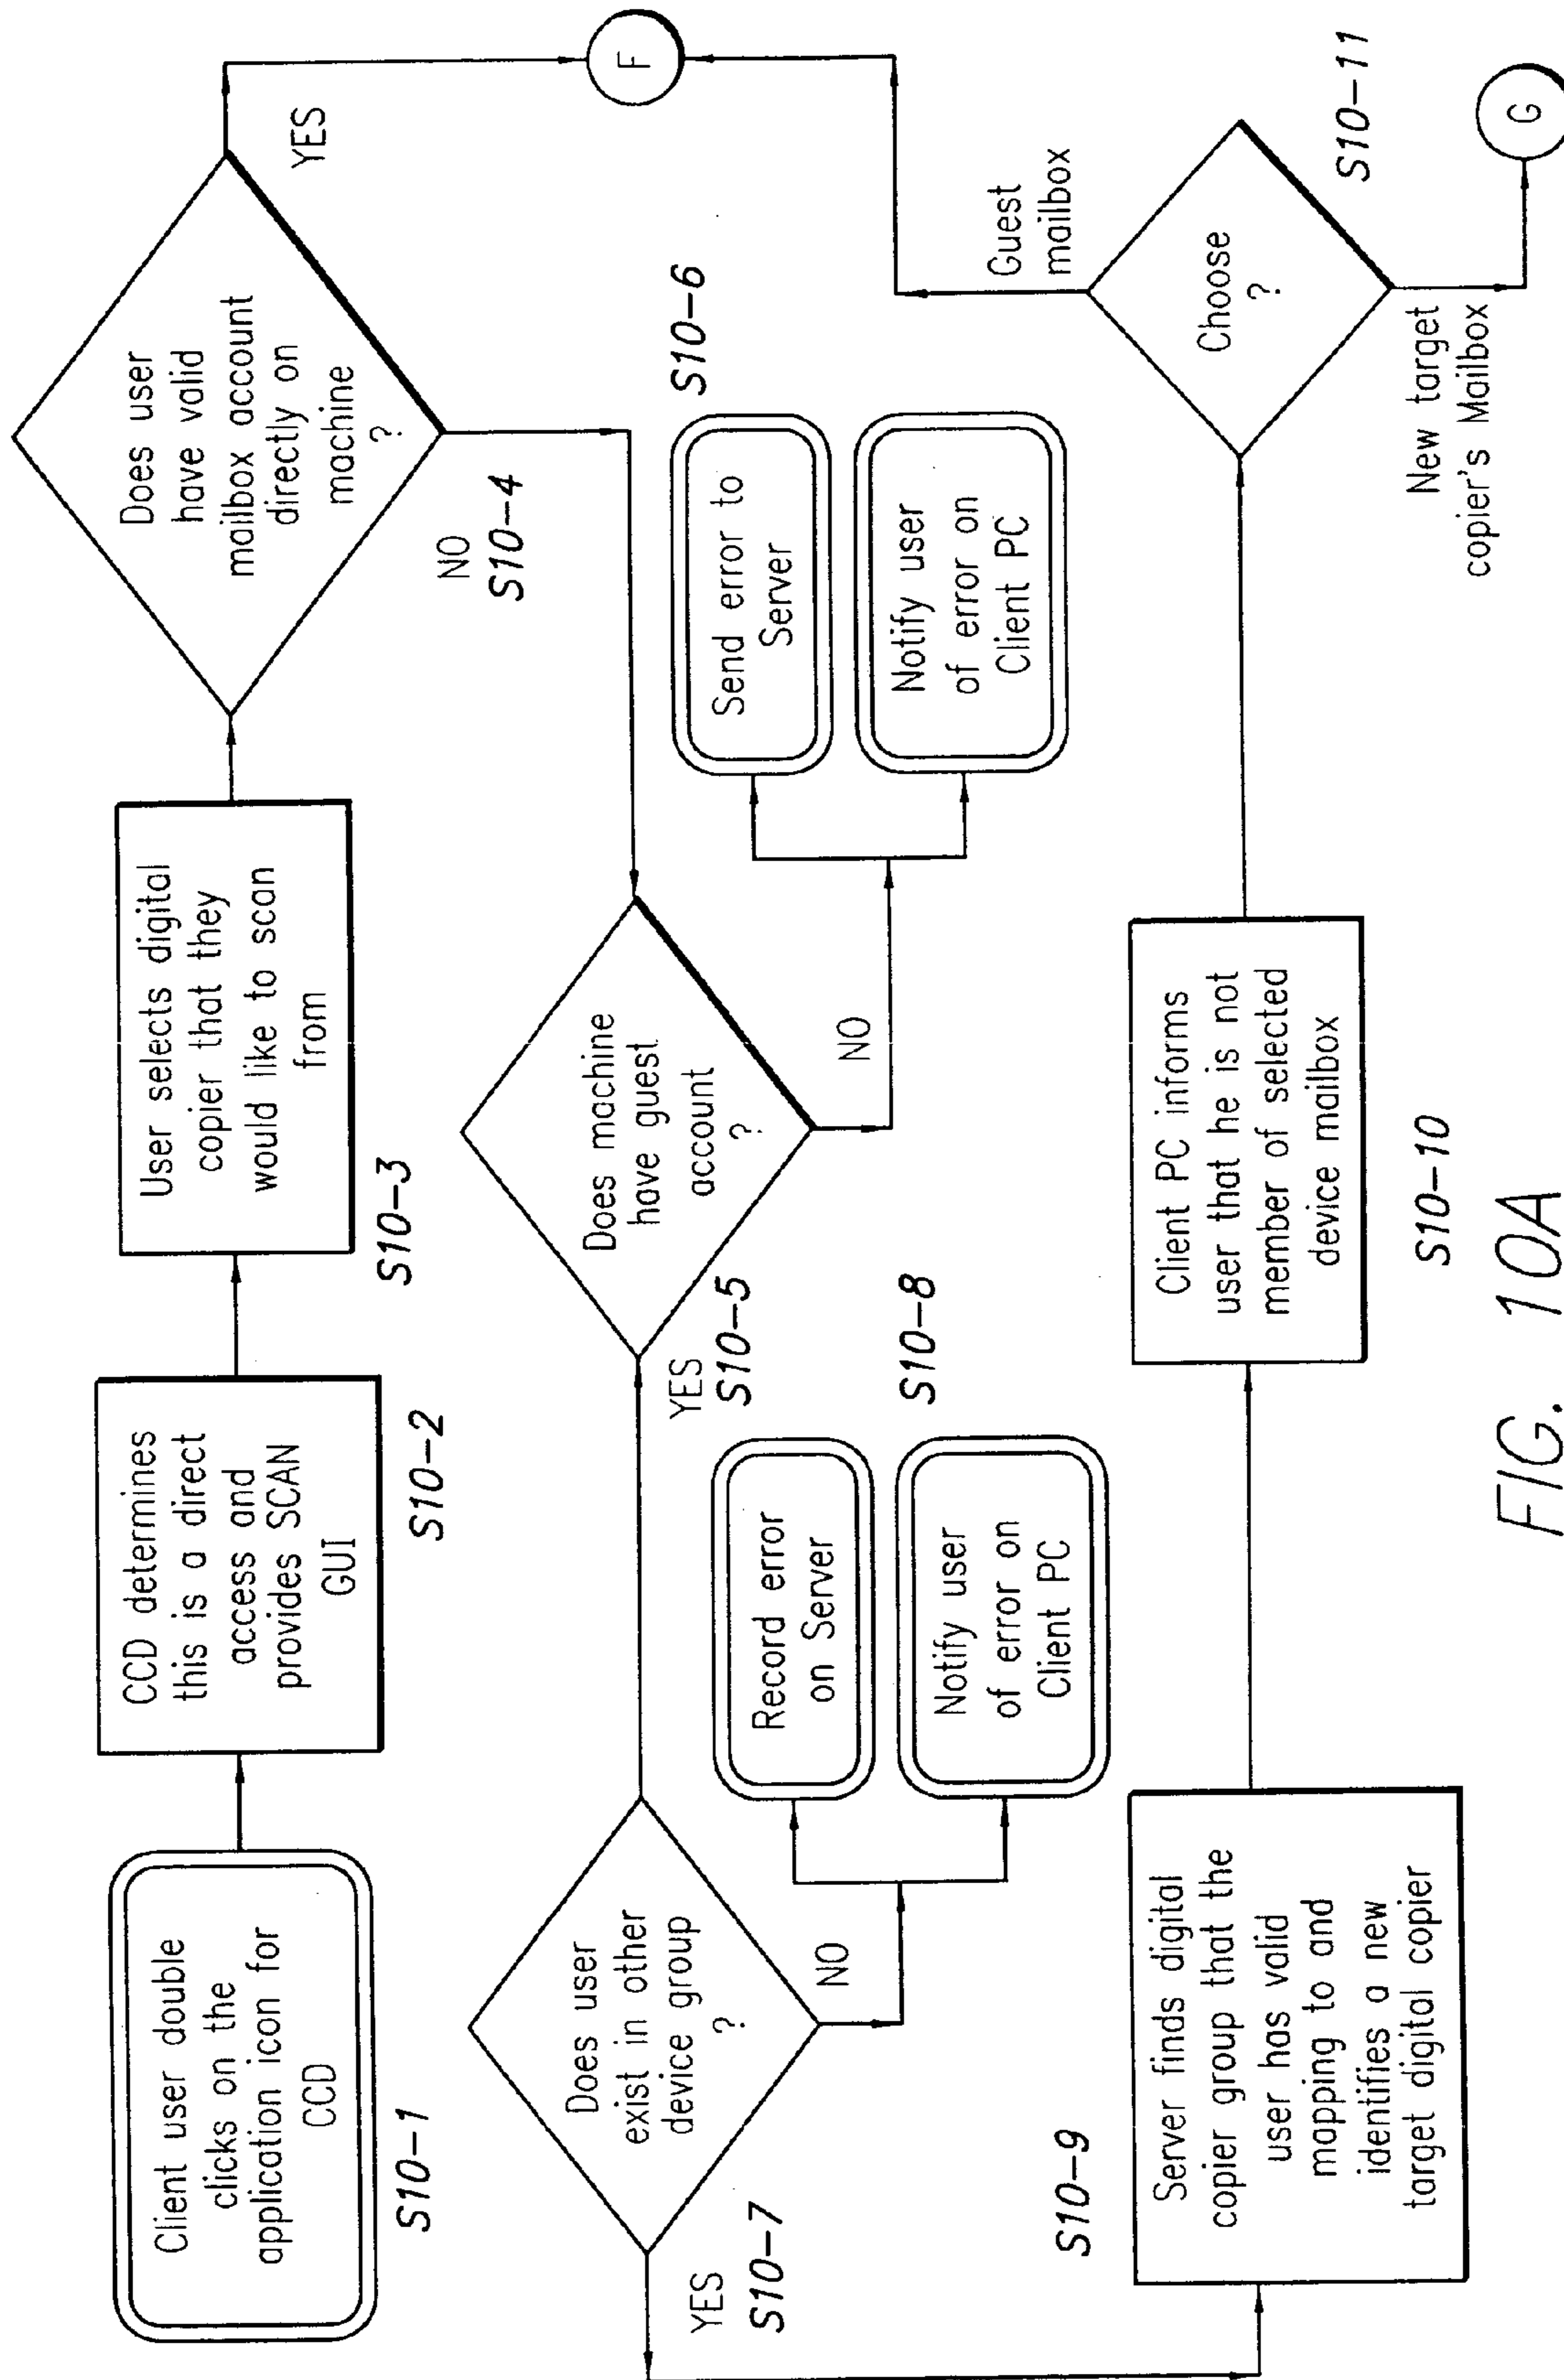 Client user double
clicks on the
application icon for
CCD
S10-1
CCD determines
this is a direct
access and
provides SCAN
GUI
S10-2
User selects digital
copier that they
would like to scan
from
S10-3
Does user
have valid
mailbox account
directly on
machine
?
YES
NO
S10-4
F
Does machine
have guest
account
?
YES
S10-5
NO
Send error to
Server
Notify user
of error on
Client PC
S10-6
Does user
exist in other
device group
?
YES
S10-7
NO
Record error
on Server
Notify user
of error on
Client PC
S10-8
Server finds digital
copier group that the
user has valid
mapping to and
identifies a new
target digital copier
S10-9
Client PC informs
user that he is not
member of selected
device mailbox
S10-10
Choose
?
S10-11
Guest
mailbox
New target
copier's Mailbox
G
FIG. 10A